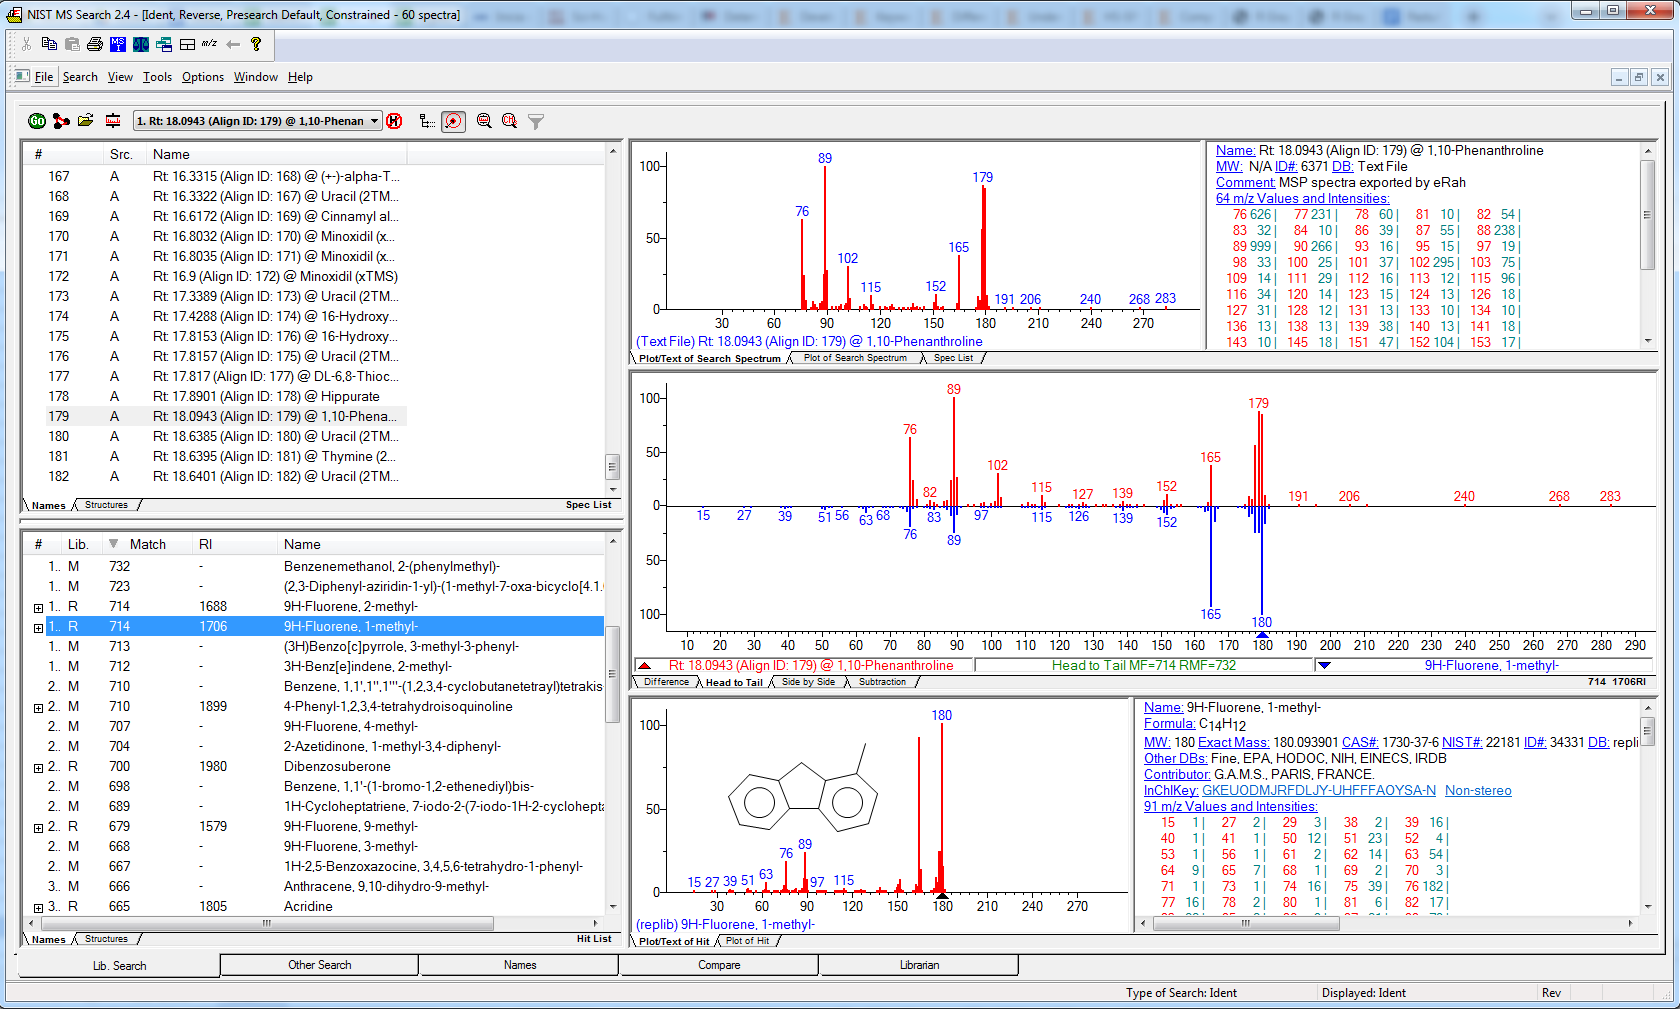 NIST MS Search 2.4 - [Ident, Reverse, Presearch Default, Constrained - 60 spectra]
File Search View Tools Options Window Help
1. Rt: 18.0943 (Align ID: 179) @ 1,10-Phenan
# Src. Name
167 A Rt: 16.3315 (Align ID: 168) @ (+-)-alpha-T...
168 A Rt: 16.3322 (Align ID: 167) @ Uracil (2TM...
169 A Rt: 16.6172 (Align ID: 169) @ Cinnamyl al...
170 A Rt: 16.8032 (Align ID: 170) @ Minoxidil (x...
171 A Rt: 16.8035 (Align ID: 171) @ Minoxidil (x...
172 A Rt: 16.9 (Align ID: 172) @ Minoxidil (xTMS)
173 A Rt: 17.3389 (Align ID: 173) @ Uracil (2TM...
174 A Rt: 17.4288 (Align ID: 174) @ 16-Hydroxy...
175 A Rt: 17.8153 (Align ID: 176) @ 16-Hydroxy...
176 A Rt: 17.8157 (Align ID: 175) @ Uracil (2TM...
177 A Rt: 17.817 (Align ID: 177) @ DL-6,8-Thioc...
178 A Rt: 17.8901 (Align ID: 178) @ Hippurate
179 A Rt: 18.0943 (Align ID: 179) @ 1,10-Phena...
180 A Rt: 18.6385 (Align ID: 180) @ Uracil (2TM...
181 A Rt: 18.6395 (Align ID: 181) @ Thymine (2...
182 A Rt: 18.6401 (Align ID: 182) @ Uracil (2TM...
Names Structures Spec List
# Lib. Match RI Name
1.. M 732 - Benzenemethanol, 2-(phenylmethyl)-
1.. M 723 - (2,3-Diphenyl-aziridin-1-yl)-(1-methyl-7-oxa-bicyclo[4.1.
1.. R 714 1688 9H-Fluorene, 2-methyl-
1.. R 714 1706 9H-Fluorene, 1-methyl-
1.. M 713 - (3H)Benzo[c]pyrrole, 3-methyl-3-phenyl-
1.. M 712 - 3H-Benz[e]indene, 2-methyl-
2.. M 710 - Benzene, 1,1',1'',1'''-(1,2,3,4-cyclobutanetetrayl)tetrakis
2.. R 710 1899 4-Phenyl-1,2,3,4-tetrahydroisoquinoline
2.. M 707 - 9H-Fluorene, 4-methyl-
2.. M 704 - 2-Azetidinone, 1-methyl-3,4-diphenyl-
2.. R 700 1980 Dibenzosuberone
2.. M 698 - Benzene, 1,1'-(1-bromo-1,2-ethenediyl)bis-
2.. M 689 - 1H-Cycloheptatriene, 7-iodo-2-(7-iodo-1H-2-cyclohepta
2.. R 679 1579 9H-Fluorene, 9-methyl-
2.. M 668 - 9H-Fluorene, 3-methyl-
2.. M 667 - 1H-2,5-Benzoxazocine, 3,4,5,6-tetrahydro-1-phenyl-
3.. M 666 - Anthracene, 9,10-dihydro-9-methyl-
3.. R 665 1805 Acridine
Names Structures Hit List
100 89 179
76
50 165
102
115 152
0 191 206 240 268 283
30 60 90 120 150 180 210 240 270
(Text File) Rt: 18.0943 (Align ID: 179) @ 1,10-Phenanthroline
Plot/Text of Search Spectrum Plot of Search Spectrum Spec List
Name: Rt: 18.0943 (Align ID: 179) @ 1,10-Phenanthroline
MW: N/A ID#: 6371 DB: Text File
Comment: MSP spectra exported by eRah
64 m/z Values and Intensities:
76 626 | 77 231 | 78 60 | 81 10 | 82 54 |
83 32 | 84 10 | 86 39 | 87 55 | 88 238 |
89 999 | 90 266 | 93 16 | 95 15 | 97 19 |
98 33 | 100 25 | 101 37 | 102 295 | 103 75 |
109 14 | 111 29 | 112 16 | 113 12 | 115 96 |
116 34 | 120 14 | 123 15 | 124 13 | 126 18 |
127 31 | 128 12 | 131 13 | 133 10 | 134 10 |
136 13 | 138 13 | 139 38 | 140 13 | 141 18 |
143 10 | 145 18 | 151 47 | 152 104 | 153 17 |
100 89 179
76
50 165
82 102 115 127 139 152 191 206 240 268 283
0
15 27 39 51 56 63 68 76 83 89 97 115 126 139 152
50
100 165 180
10 20 30 40 50 60 70 80 90 100 110 120 130 140 150 160 170 180 190 200 210 220 230 240 250 260 270 280 290
Rt: 18.0943 (Align ID: 179) @ 1,10-Phenanthroline Head to Tail MF=714 RMF=732 9H-Fluorene, 1-methyl-
Difference Head to Tail Side by Side Subtraction 714 1706RI
100 180
50
76 89
0 15 27 39 51 63 97 115
30 60 90 120 150 180 210 240 270
(replib) 9H-Fluorene, 1-methyl-
Plot/Text of Hit Plot of Hit
Name: 9H-Fluorene, 1-methyl-
Formula: C14H12
MW: 180 Exact Mass: 180.093901 CAS#: 1730-37-6 NIST#: 22181 ID#: 34331 DB: repli
Other DBs: Fine, EPA, HODOC, NIH, EINECS, IRDB
Contributor: G.A.M.S., PARIS, FRANCE.
InChIKey: GKEUODMJRFDLJY-UHFFFAOYSA-N Non-stereo
91 m/z Values and Intensities:
15 1 | 27 2 | 29 3 | 38 2 | 39 16 |
40 1 | 41 1 | 50 12 | 51 23 | 52 4 |
53 1 | 56 1 | 61 2 | 62 14 | 63 54 |
64 9 | 65 7 | 68 1 | 69 2 | 70 3 |
71 1 | 73 1 | 74 16 | 75 39 | 76 182 |
77 16 | 78 2 | 80 1 | 81 6 | 82 17 |
Lib. Search Other Search Names Compare Librarian
Type of Search: Ident Displayed: Ident Rev